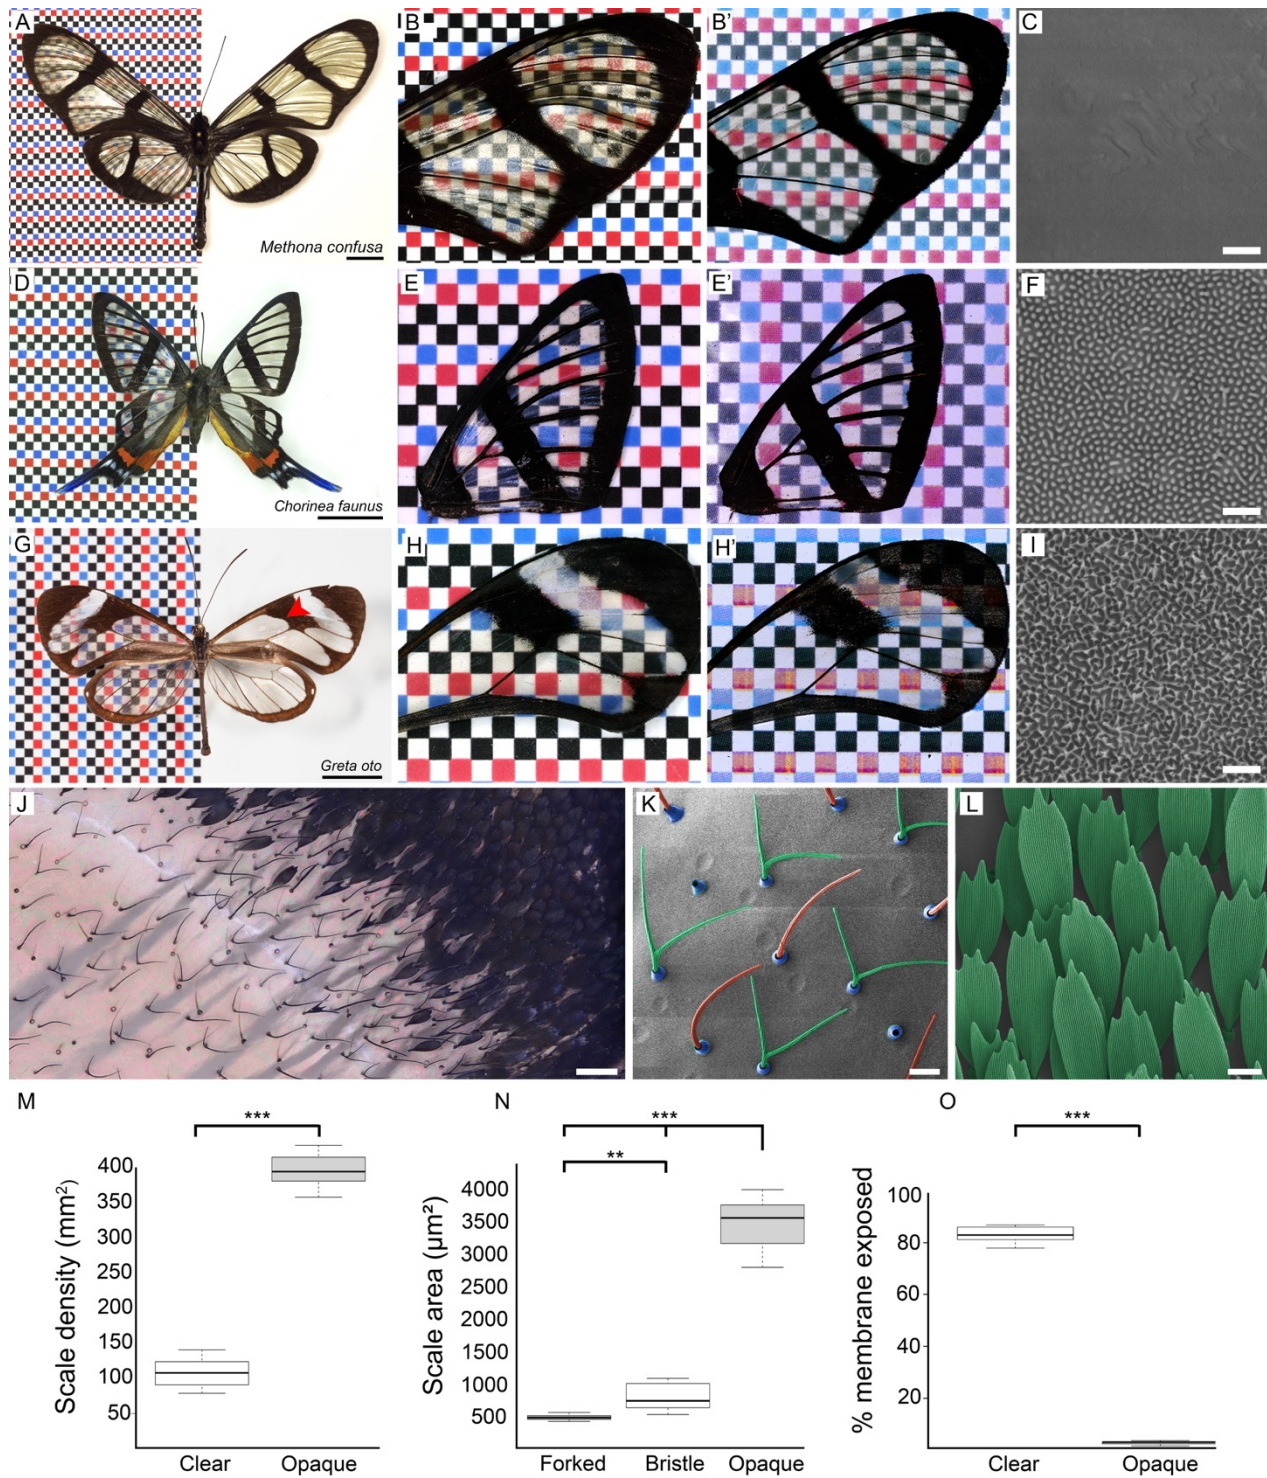 A
B
B'
C
Methona confusa
D
E
E'
F
Chorinea faunus
G
H
H'
I
Greta oto
J
K
L
M
***
Scale density (mm²)
400
350
300
250
200
150
100
50
Clear
Opaque
N
***
**
Scale area (µm²)
4000
3500
3000
2500
2000
1500
1000
500
Forked
Bristle
Opaque
O
***
% membrane exposed
100
80
60
40
20
Clear
Opaque